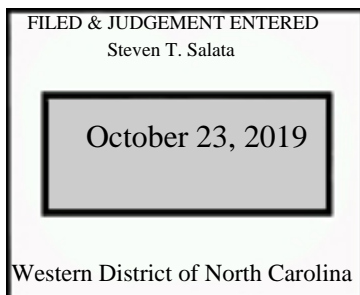 FILED & JUDGEMENT ENTERED
Steven T. Salata
October 23, 2019
Western District of North Carolina